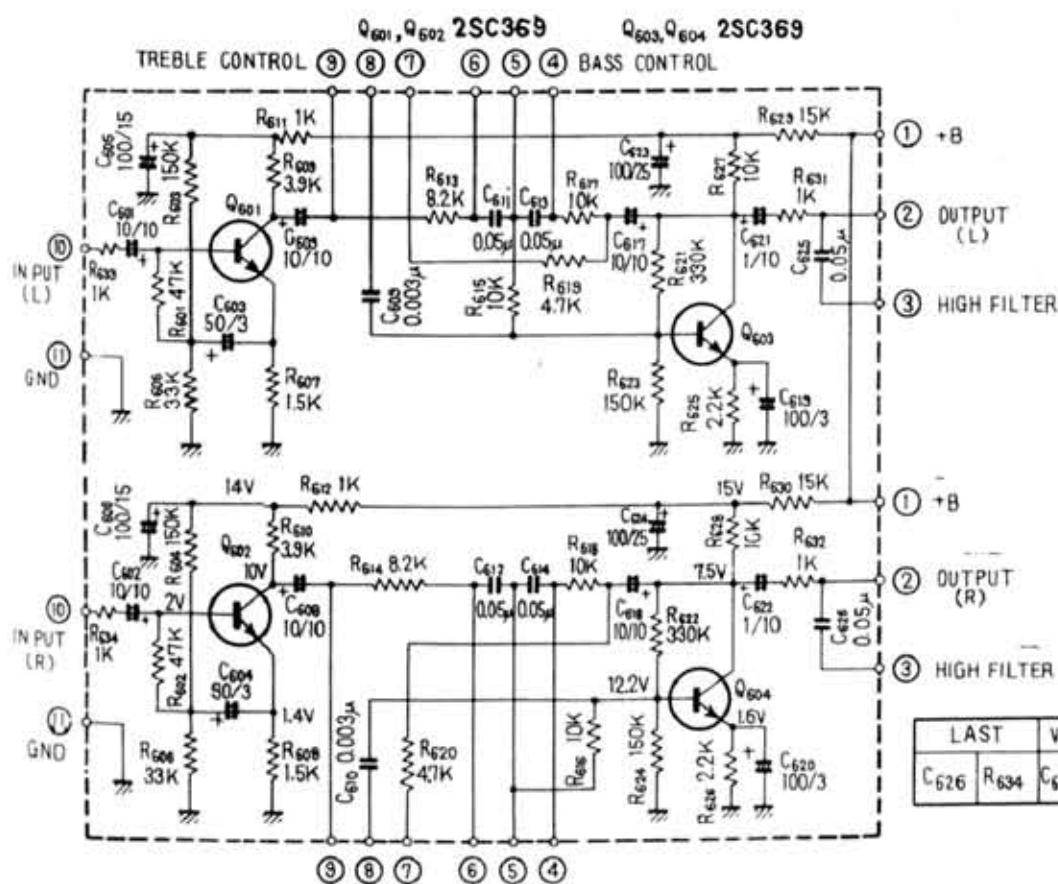 Q601, Q602 2SC369
Q603, Q604 2SC369
TREBLE CONTROL ⑨ ⑧ ⑦ ⑥ ⑤ ④ BASS CONTROL
C605 100/15
150K
R603
R611 1K
R609 3.9K
C601 10/10
Q601
C609 10/10
R613 8.2K
C611 0.05μ
C613 0.05μ
R617 10K
C623 100/25
R627 10K
R629 15K
① +B
R631 1K
② OUTPUT (L)
C617 10/10
C621 1/10
C625 0.05μ
③ HIGH FILTER
⑩ INPUT (L)
R633 1K
R601 47K
C603 50/3
C609 0.003μ
R615 10K
R619 4.7K
R621 330K
Q603
⑪ GND
R605 33K
R607 1.5K
R623 150K
R625 2.2K
C619 100/3
14V
R612 1K
15V
R630 15K
① +B
C606 100/15
R604 150K
R610 3.9K
Q602
10V
C602 10/10
2V
C608 10/10
R614 8.2K
C612 0.05μ
C614 0.05μ
R618 10K
C624 100/25
R628 10K
7.5V
R632 1K
② OUTPUT (R)
C618 10/10
R622 330K
C622 1/10
C626 0.05μ
③ HIGH FILTER
⑩ INPUT (R)
R634 1K
R602 47K
C604 90/3
1.4V
12.2V
Q604
1.6V
⑪ GND
R606 33K
R608 1.5K
C610 0.003μ
R620 4.7K
R616 10K
R624 150K
R626 2.2K
C620 100/3
⑨ ⑧ ⑦ ⑥ ⑤ ④
LAST
C626 R634